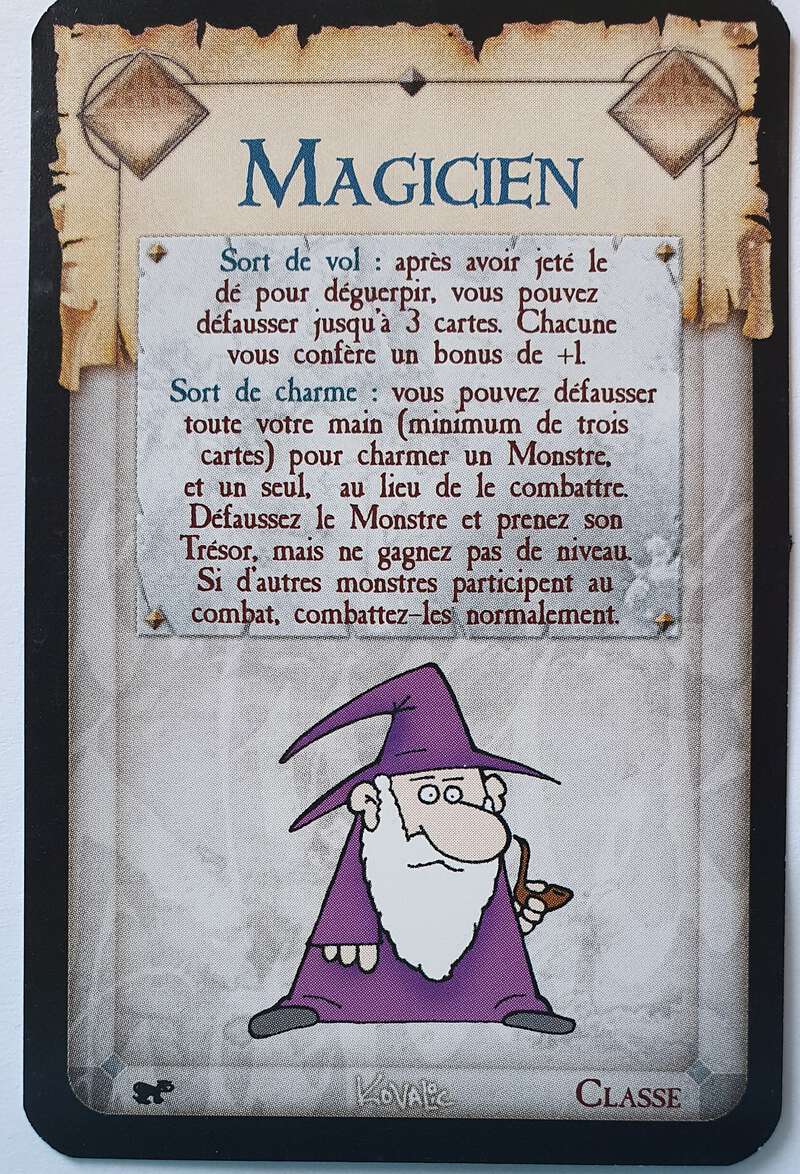 Magicien
Sort de vol : après avoir jeté le
dé pour déguerpir, vous pouvez
défausser jusqu'à 3 cartes. Chacune
vous confère un bonus de +1.
Sort de charme : vous pouvez défausser
toute votre main (minimum de trois
cartes) pour charmer un Monstre,
et un seul, au lieu de le combattre.
Défaussez le Monstre et prenez son
Trésor, mais ne gagnez pas de niveau.
Si d'autres monstres participent au
combat, combattez-les normalement.
Kovalic
Classe